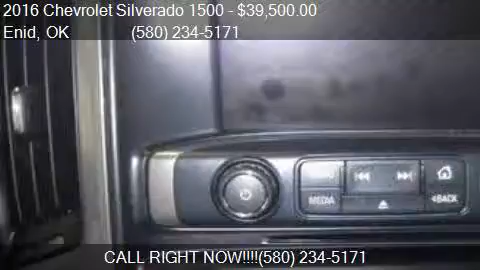 2016 Chevrolet Silverado 1500 - $39,500.00
Enid, OK (580) 234-5171
MEDIA
BACK
CALL RIGHT NOW!!!!(580) 234-5171